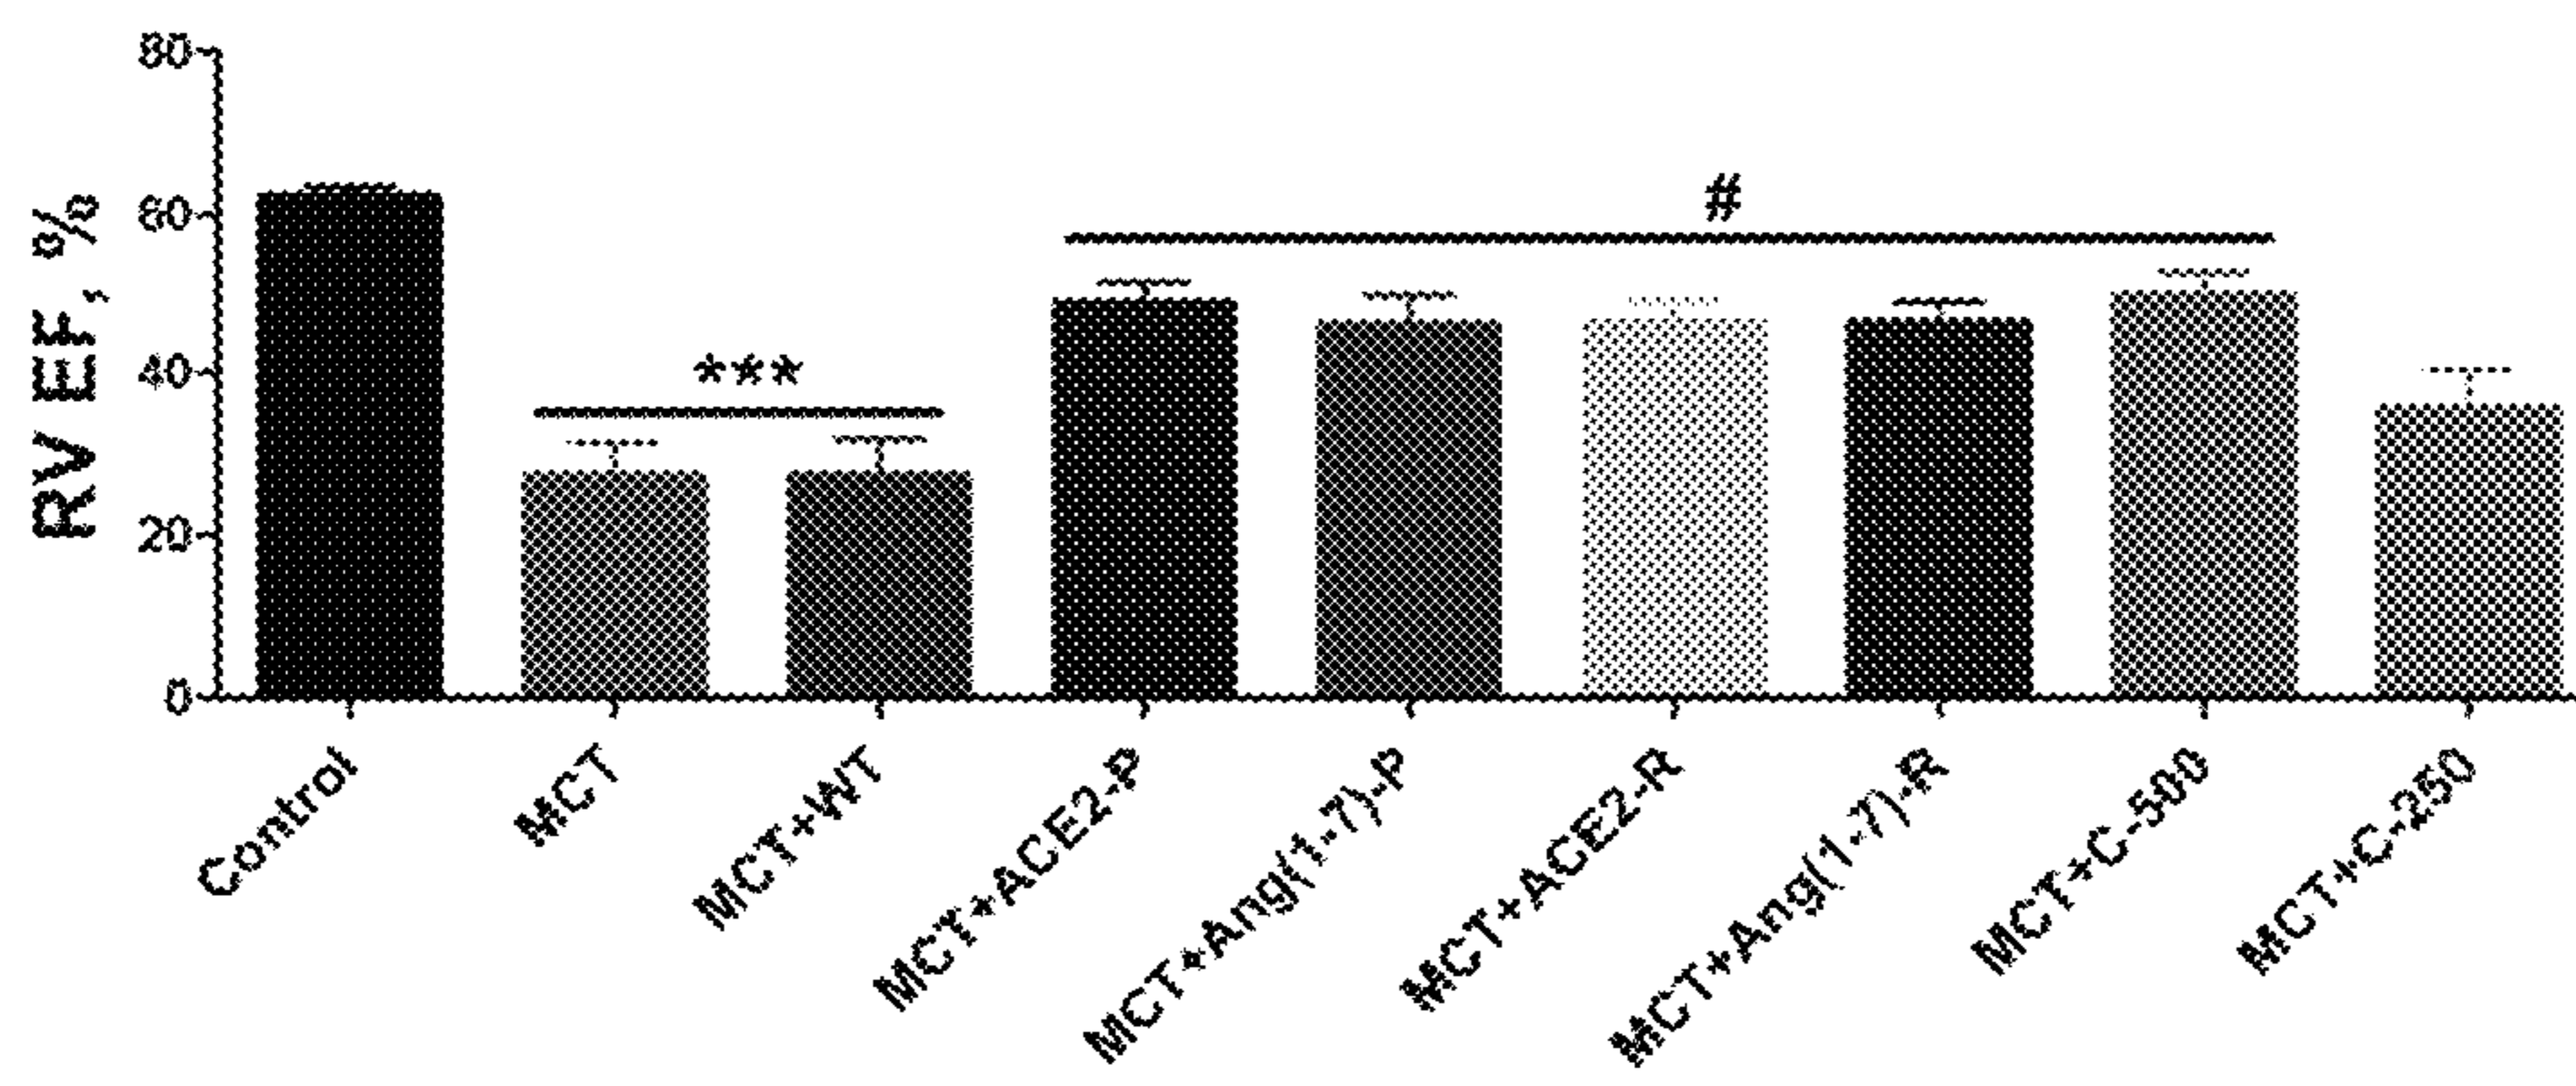 80
60
40
20
0
RV EF, %
***
#
Control
MCT
MCT+WT
MCT+ACE2-P
MCT+Ang(1-7)-P
MCT+ACE2-R
MCT+Ang(1-7)-R
MCT+C-500
MCT+C-250